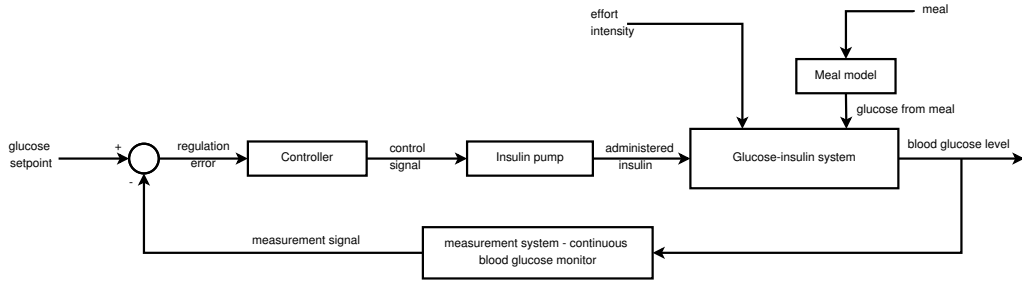 effort
intensity
meal
Meal model
glucose from meal
glucose
setpoint
+
-
regulation
error
Controller
control
signal
Insulin pump
administered
insulin
Glucose-insulin system
blood glucose level
measurement signal
measurement system - continuous
blood glucose monitor